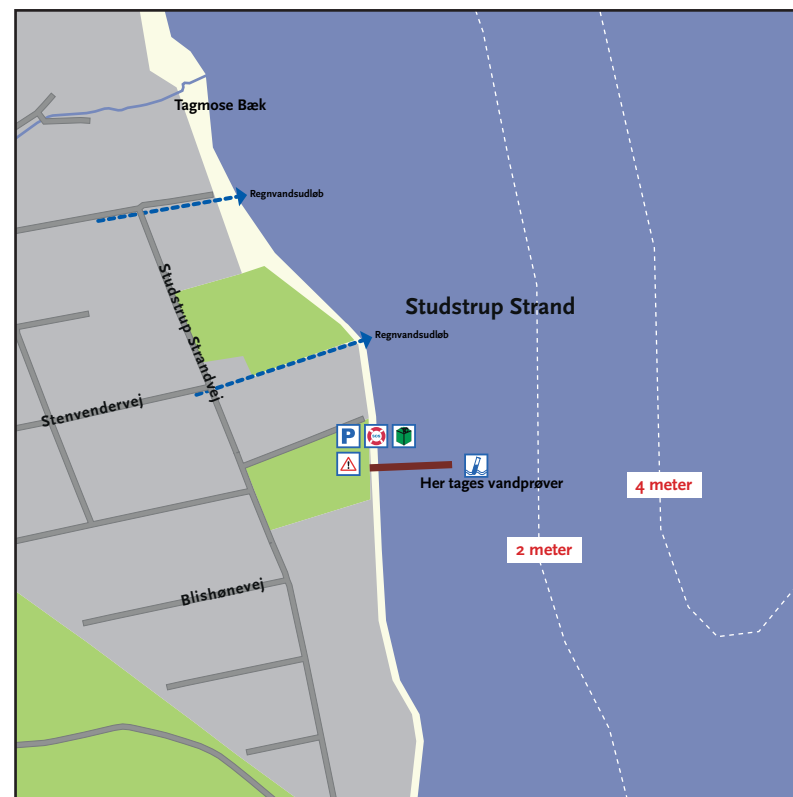 Tagmose Bæk
Regnvandsudløb
Studstrup Strandvej
Studstrup Strand
Regnvandsudløb
Stenvendervej
P
Her tages vandprøver
4 meter
2 meter
Blishønevej